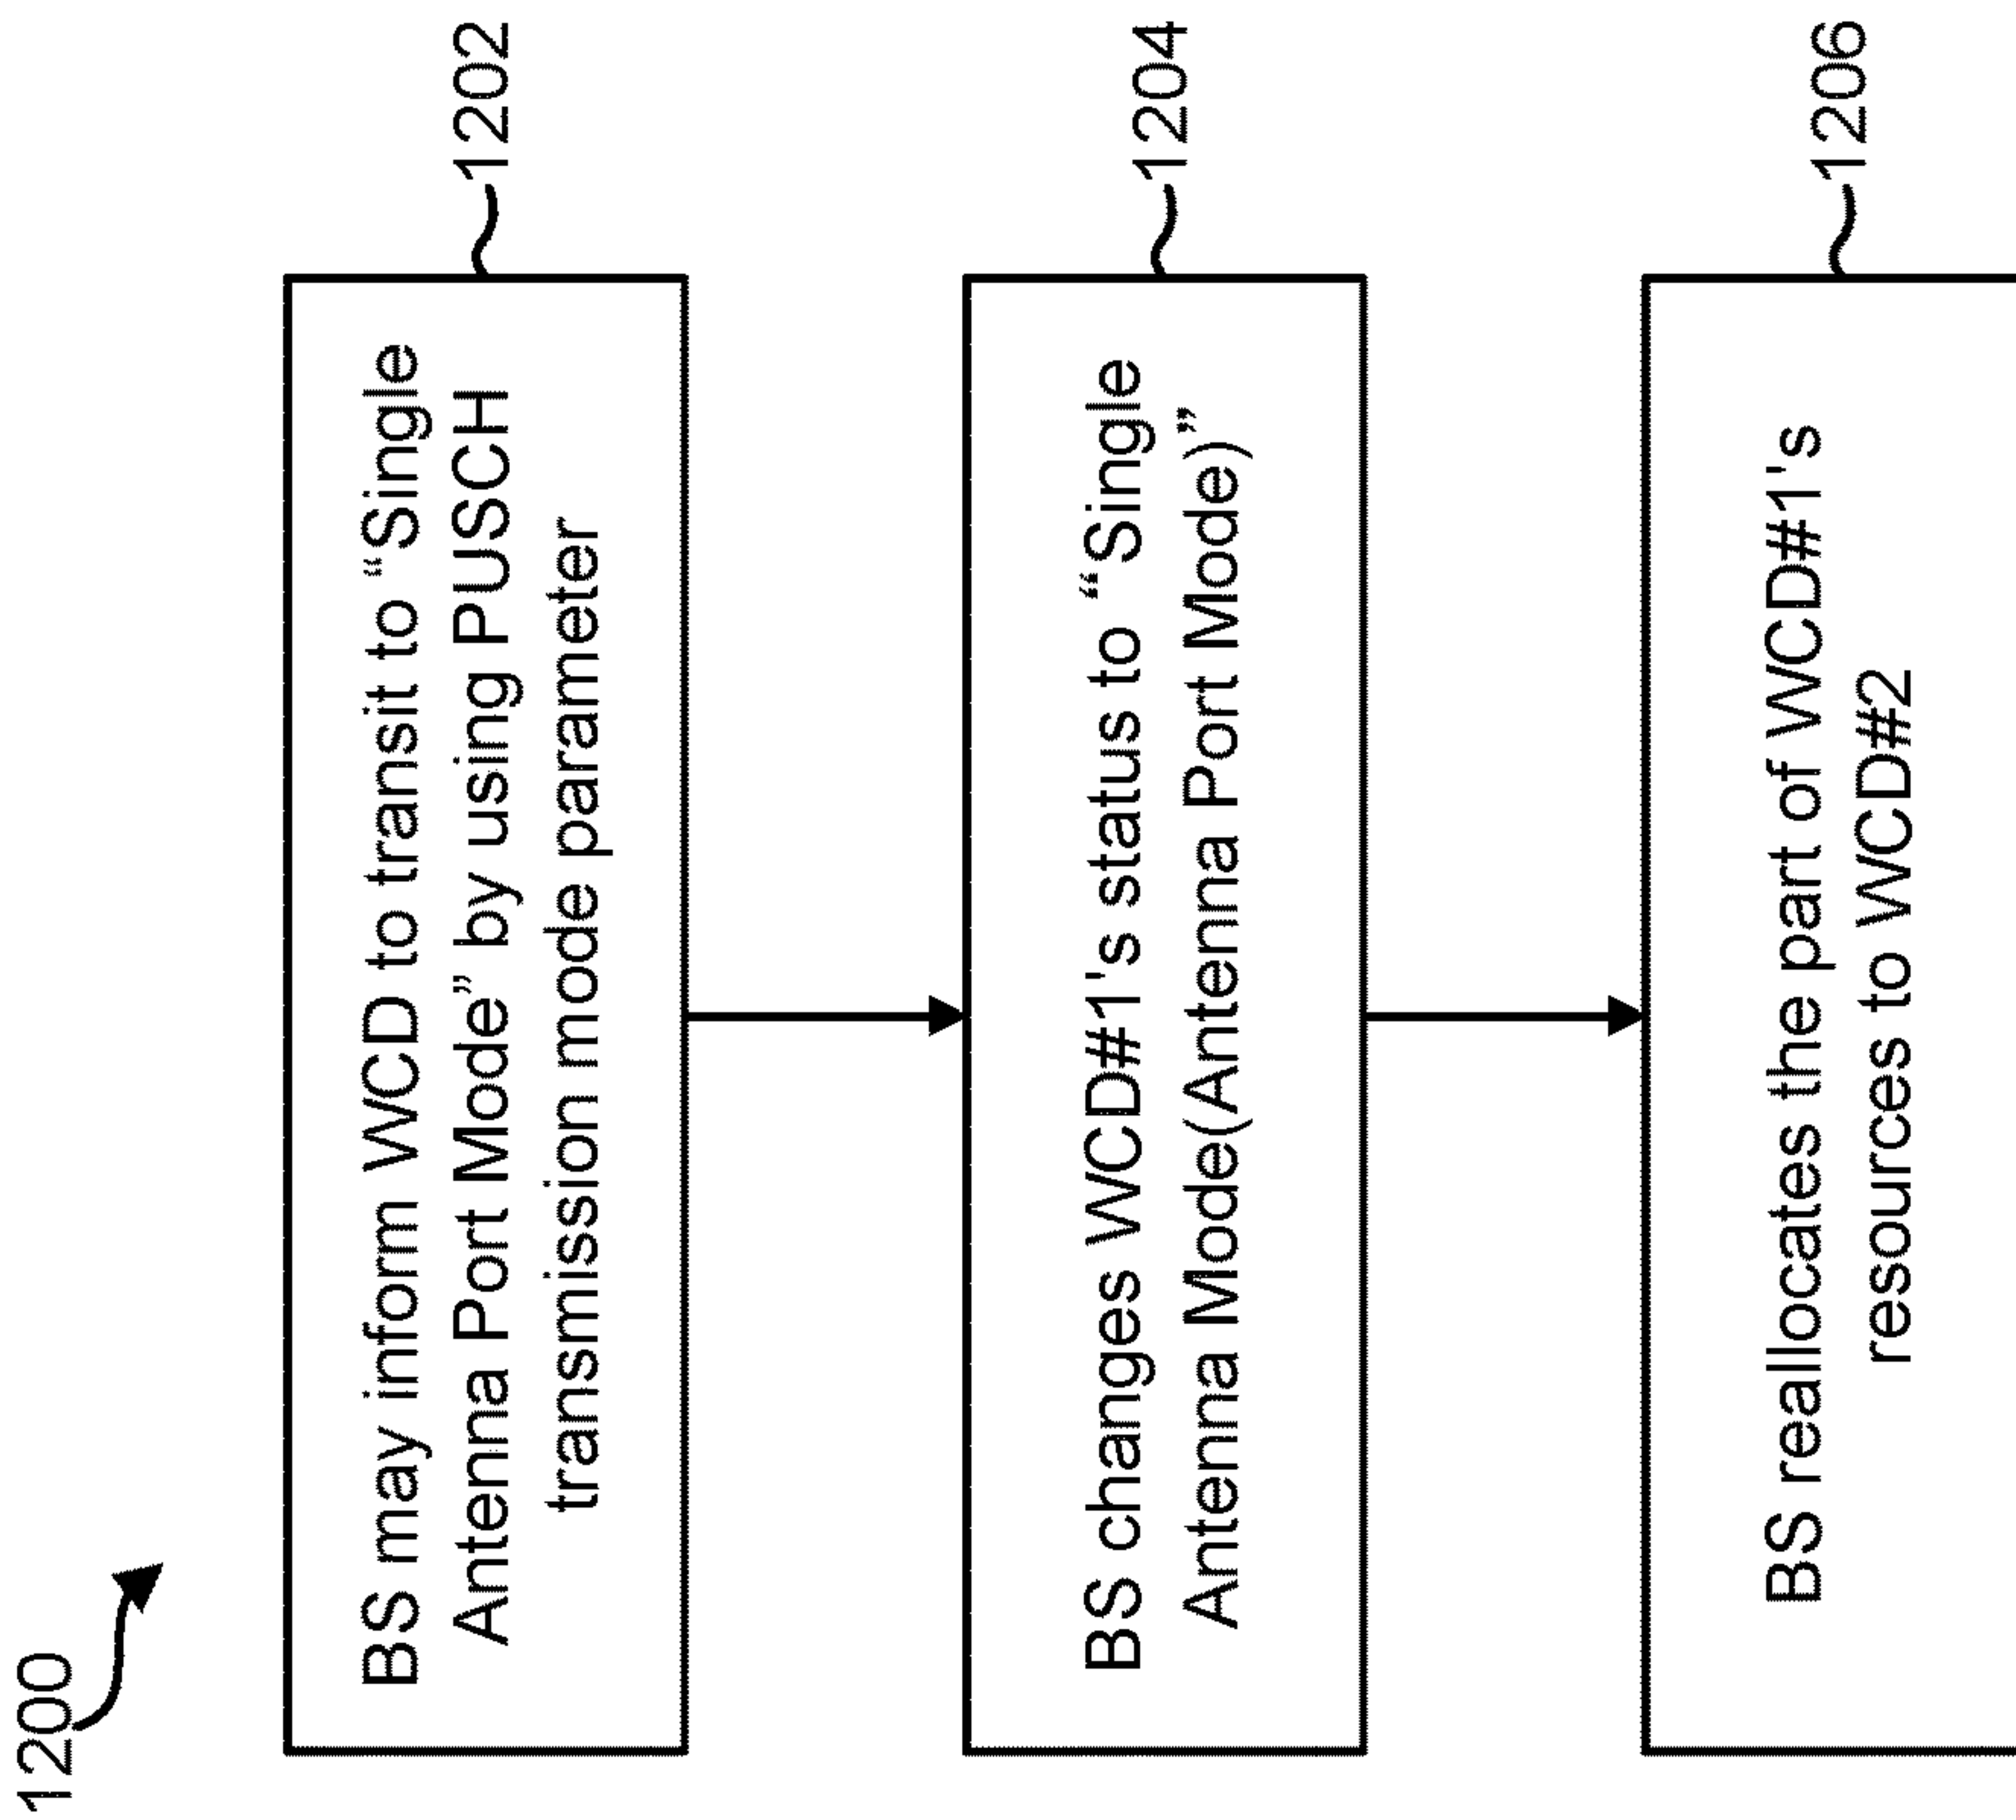 1200
BS may inform WCD to transit to “Single
Antenna Port Mode” by using PUSCH
transmission mode parameter
1202
BS changes WCD#1's status to “Single
Antenna Mode(Antenna Port Mode)”
1204
BS reallocates the part of WCD#1's
resources to WCD#2
1206